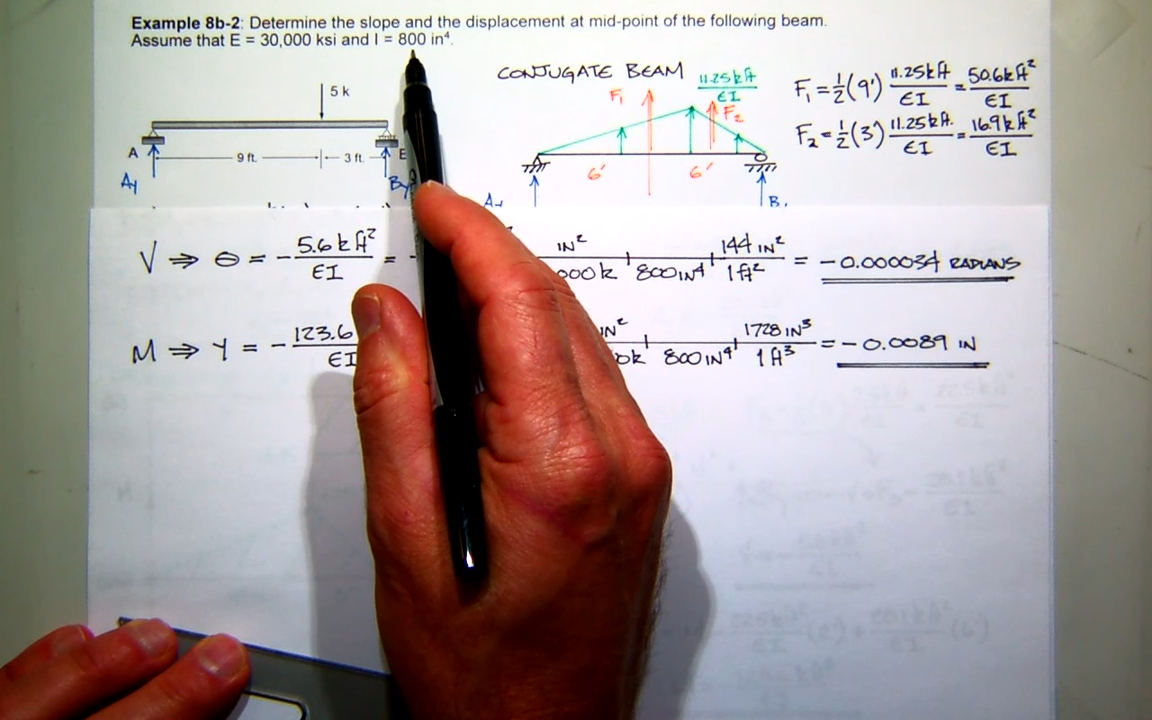 Example 8b-2: Determine the slope and the displacement at mid-point of the following beam.
Assume that E = 30,000 ksi and I = 800 in⁴.
CONJUGATE BEAM
11.25kft
EI
F₁
F₂
6'
6'
B
F₁ = ½(9') 11.25kft/EI = 50.6kft²/EI
F₂ = ½(3') 11.25kft/EI = 16.9kft²/EI
5 k
A
9 ft.
3 ft.
Ay
By
V ⇒ θ = - 5.6kft²/EI = - IN²/000k 800IN⁴ 144 IN²/1ft² = -0.000034 RADIANS
M ⇒ Y = - 123.6/EI IN²/0k 800IN⁴ 1728 IN³/1ft³ = -0.0089 IN